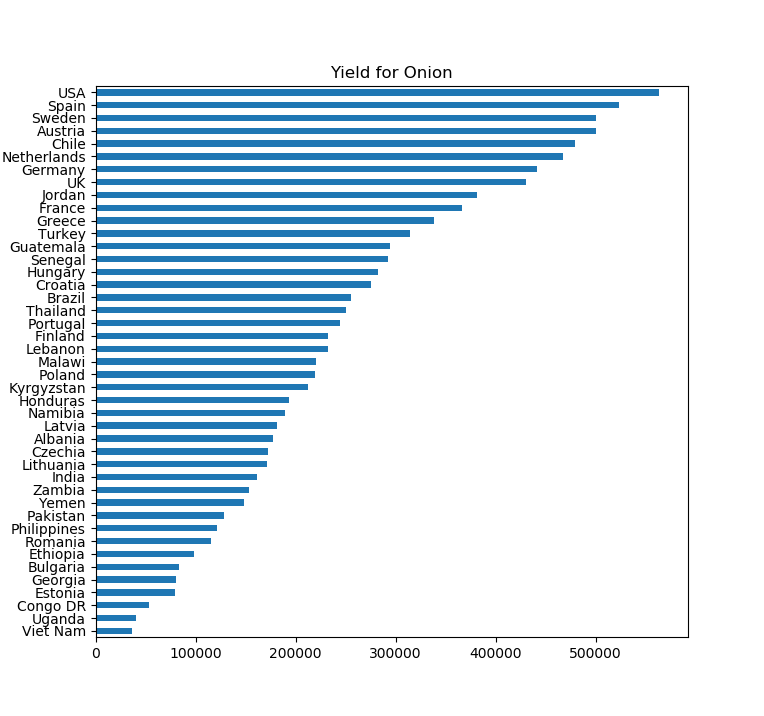 Yield for Onion
USA
Spain
Sweden
Austria
Chile
Netherlands
Germany
UK
Jordan
France
Greece
Turkey
Guatemala
Senegal
Hungary
Croatia
Brazil
Thailand
Portugal
Finland
Lebanon
Malawi
Poland
Kyrgyzstan
Honduras
Namibia
Latvia
Albania
Czechia
Lithuania
India
Zambia
Yemen
Pakistan
Philippines
Romania
Ethiopia
Bulgaria
Georgia
Estonia
Congo DR
Uganda
Viet Nam
0 100000 200000 300000 400000 500000